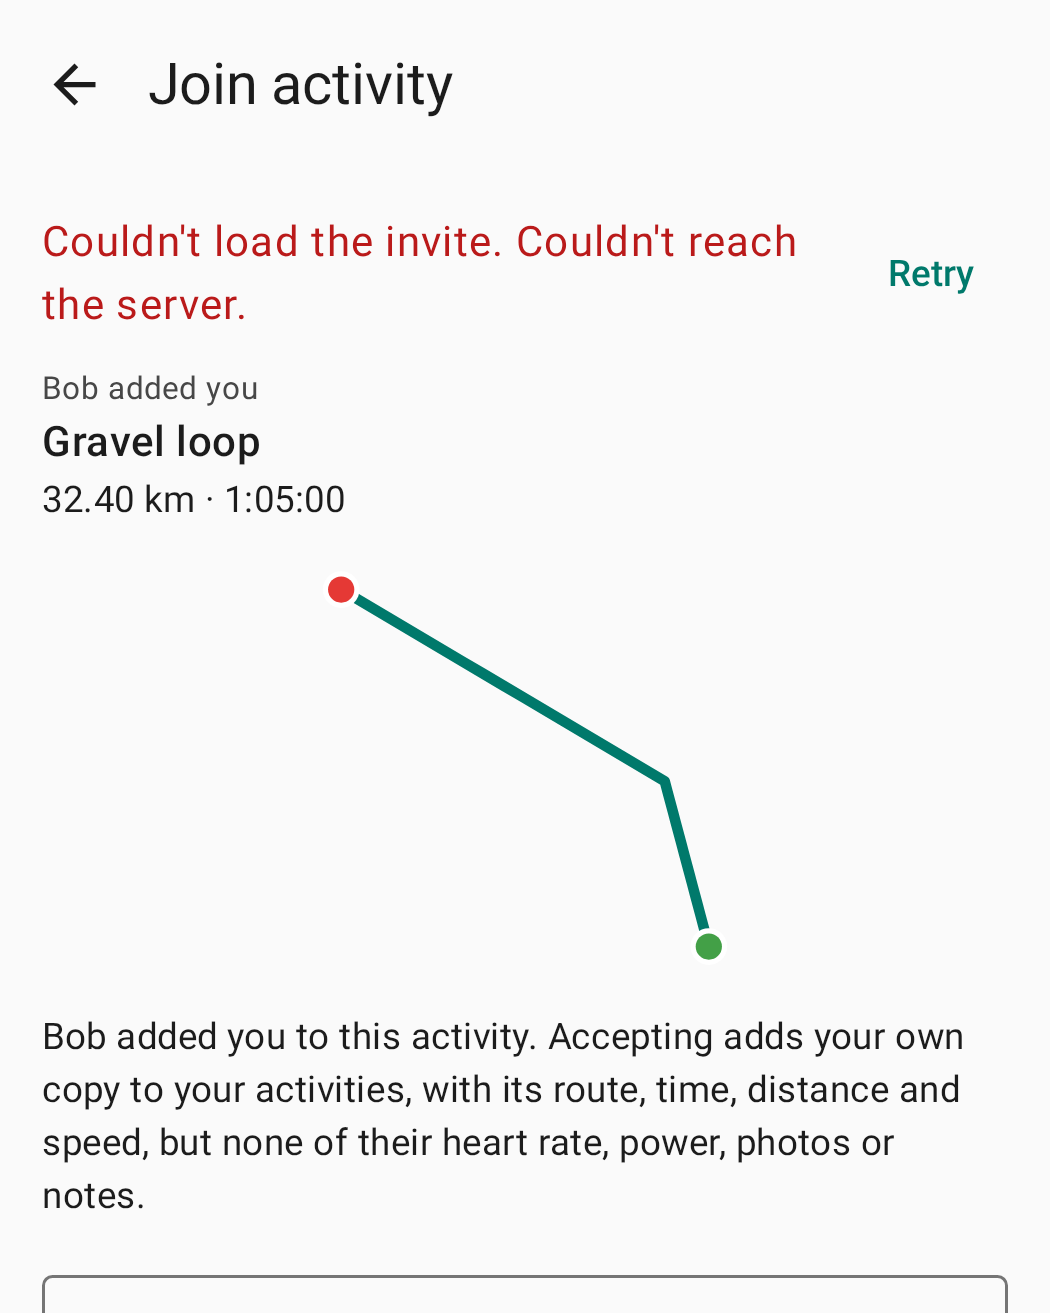 Join activity
Couldn't load the invite. Couldn't reach
the server.
Retry
Bob added you
Gravel loop
32.40 km · 1:05:00
Bob added you to this activity. Accepting adds your own
copy to your activities, with its route, time, distance and
speed, but none of their heart rate, power, photos or
notes.